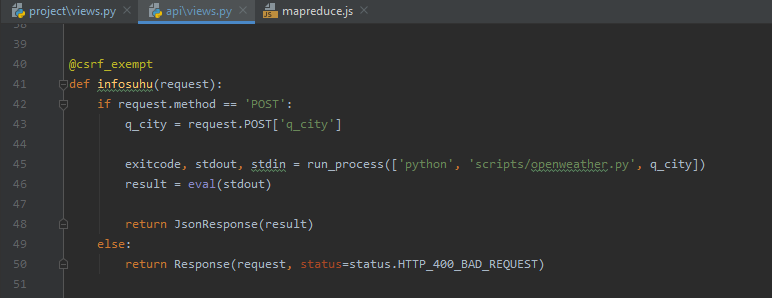 project\views.py api\views.py mapreduce.js
38
39
40 @csrf_exempt
41 def infosuhu(request):
42 if request.method == 'POST':
43 q_city = request.POST['q_city']
44
45 exitcode, stdout, stdin = run_process(['python', 'scripts/openweather.py', q_city])
46 result = eval(stdout)
47
48 return JsonResponse(result)
49 else:
50 return Response(request, status=status.HTTP_400_BAD_REQUEST)
51